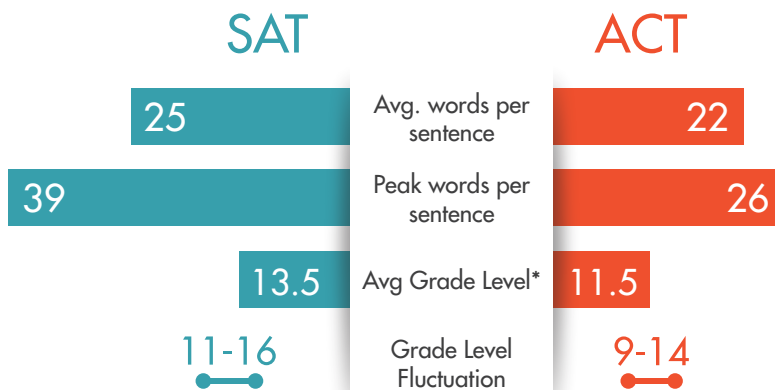 SAT
ACT
25
Avg. words per
sentence
22
39
Peak words per
sentence
26
13.5
Avg Grade Level*
11.5
11-16
Grade Level
Fluctuation
9-14